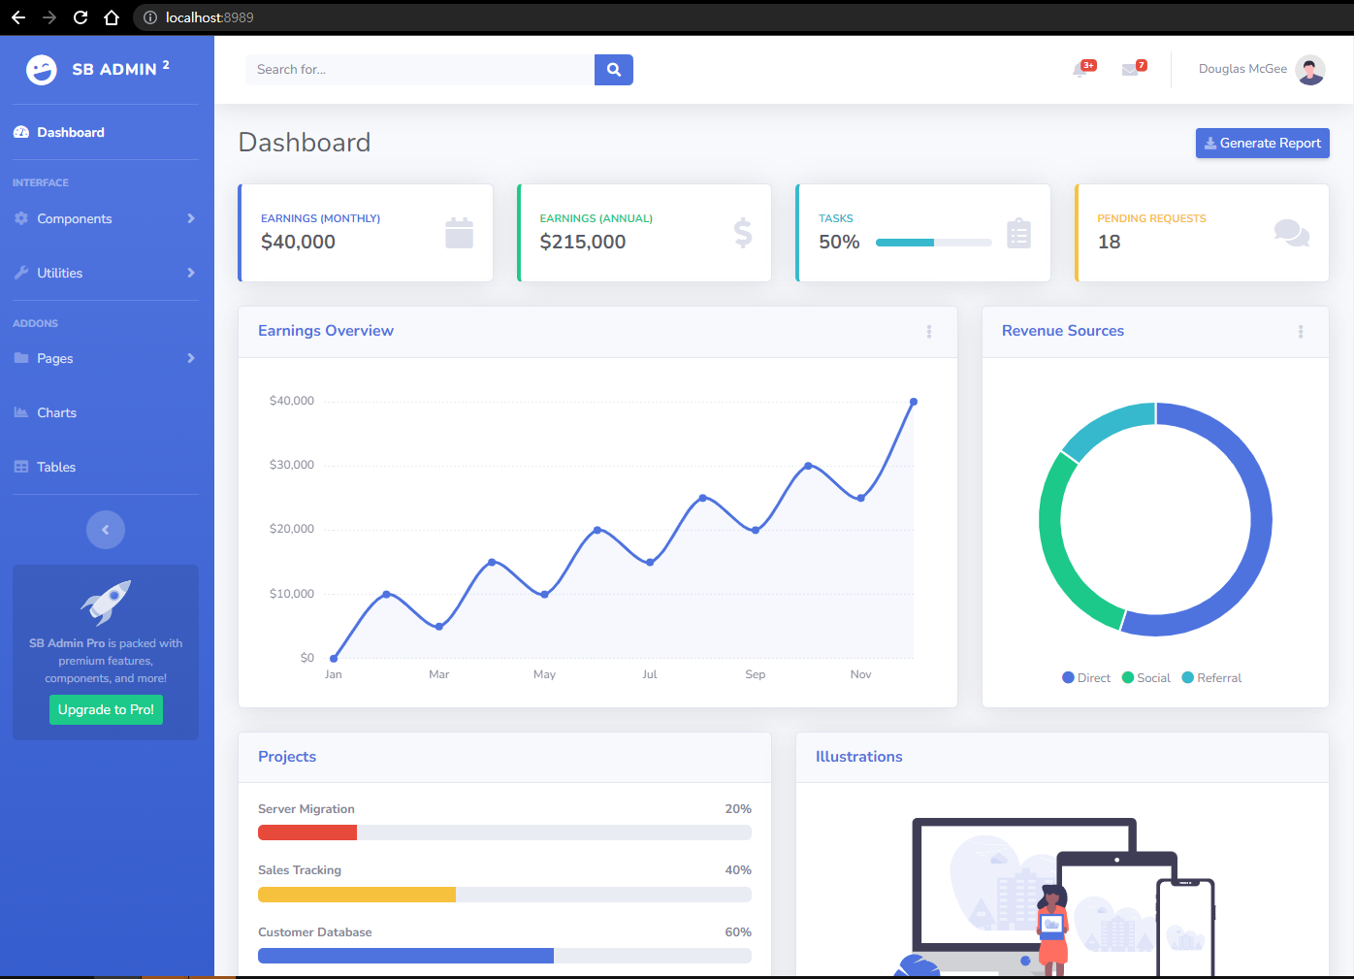 localhost:8989
SB ADMIN 2
Search for...
3+
7
Douglas McGee
Dashboard
INTERFACE
Components
Utilities
ADDONS
Pages
Charts
Tables
SB Admin Pro is packed with
premium features,
components, and more!
Upgrade to Pro!
Dashboard
Generate Report
EARNINGS (MONTHLY)
$40,000
EARNINGS (ANNUAL)
$215,000
TASKS
50%
PENDING REQUESTS
18
Earnings Overview
$40,000
$30,000
$20,000
$10,000
$0
Jan Mar May Jul Sep Nov
Revenue Sources
Direct Social Referral
Projects
Server Migration 20%
Sales Tracking 40%
Customer Database 60%
Illustrations